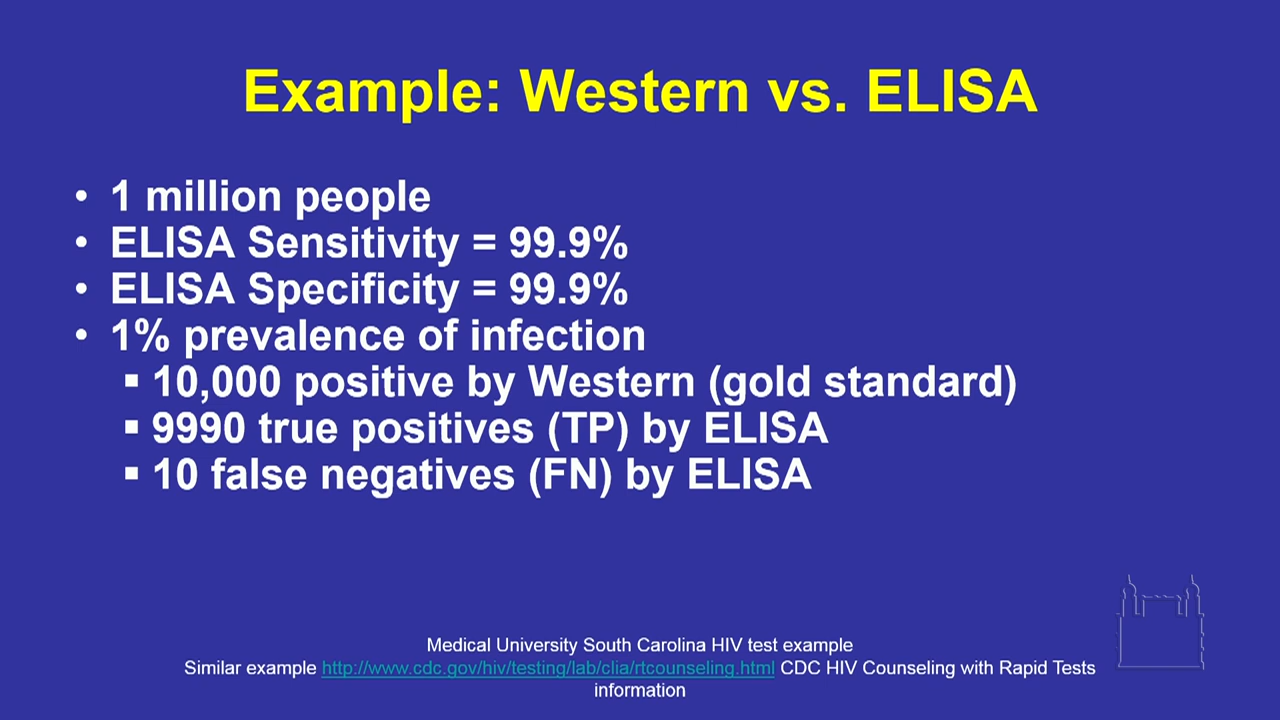 Example: Western vs. ELISA
• 1 million people
• ELISA Sensitivity = 99.9%
• ELISA Specificity = 99.9%
• 1% prevalence of infection
▪ 10,000 positive by Western (gold standard)
▪ 9990 true positives (TP) by ELISA
▪ 10 false negatives (FN) by ELISA
Medical University South Carolina HIV test example
Similar example http://www.cdc.gov/hiv/testing/lab/clia/rtcounseling.html CDC HIV Counseling with Rapid Tests
information